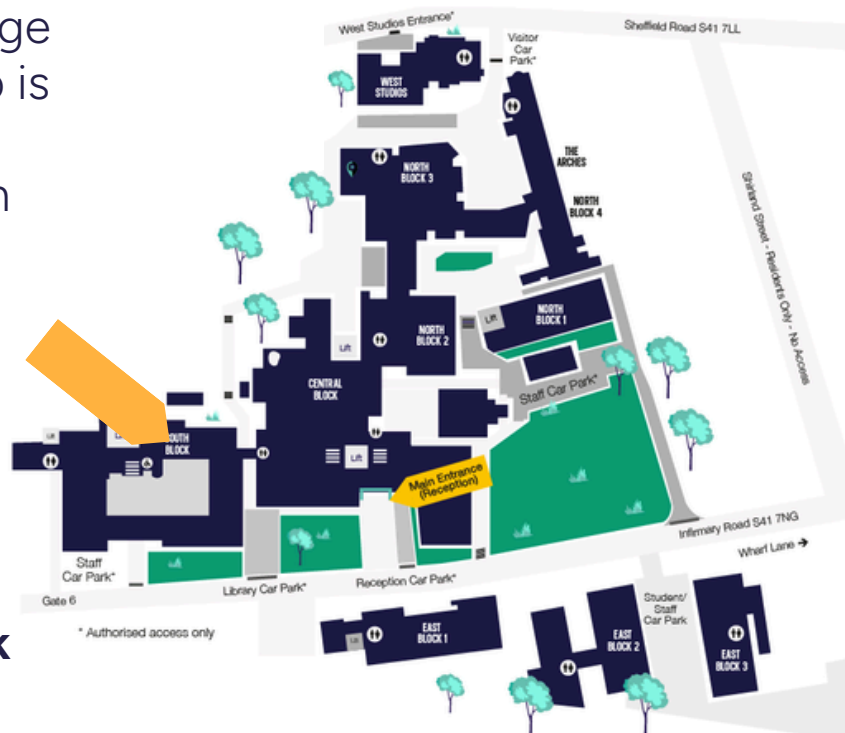 ge
o is
n
k
West Studios Entrance*
Sheffield Road S41 7LL
Visitor
Car
Park*
WEST
STUDIOS
THE
ARCHES
NORTH
BLOCK 3
NORTH
BLOCK 4
Shirland Street - Residents Only - No Access
Lift
NORTH
BLOCK 1
NORTH
BLOCK 2
Lift
CENTRAL
BLOCK
Staff Car Park*
Lift
SOUTH
BLOCK
Lift
Main Entrance
(Reception)
Infirmary Road S41 7NG
Wharf Lane →
Staff
Car Park*
Library Car Park*
Reception Car Park*
Gate 6
* Authorised access only
Student/
Staff
Car Park
Lift
EAST
BLOCK 1
EAST
BLOCK 2
EAST
BLOCK 3